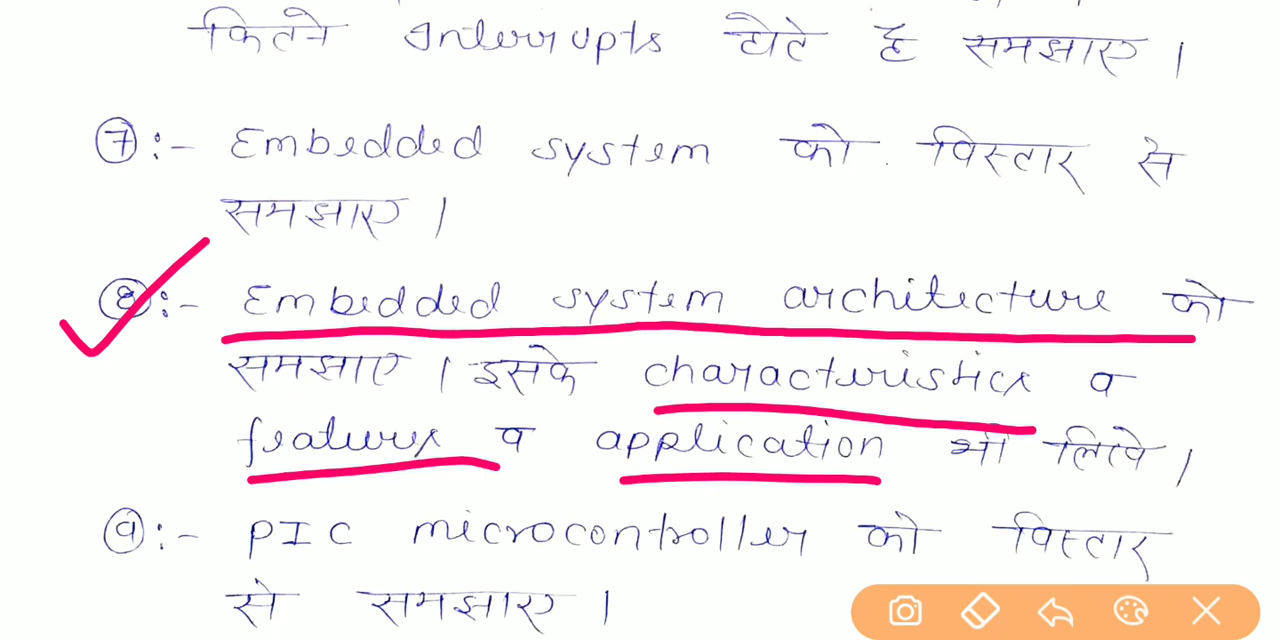 कितने Interrupts होते है समझाए।
7:- Embedded system को विस्तार से
समझाए।
8:- Embedded system architecture को
समझाए। इसके characteristics व
features व application भी लिखे।
9:- PIC microcontroller को विस्तार
से समझाए।